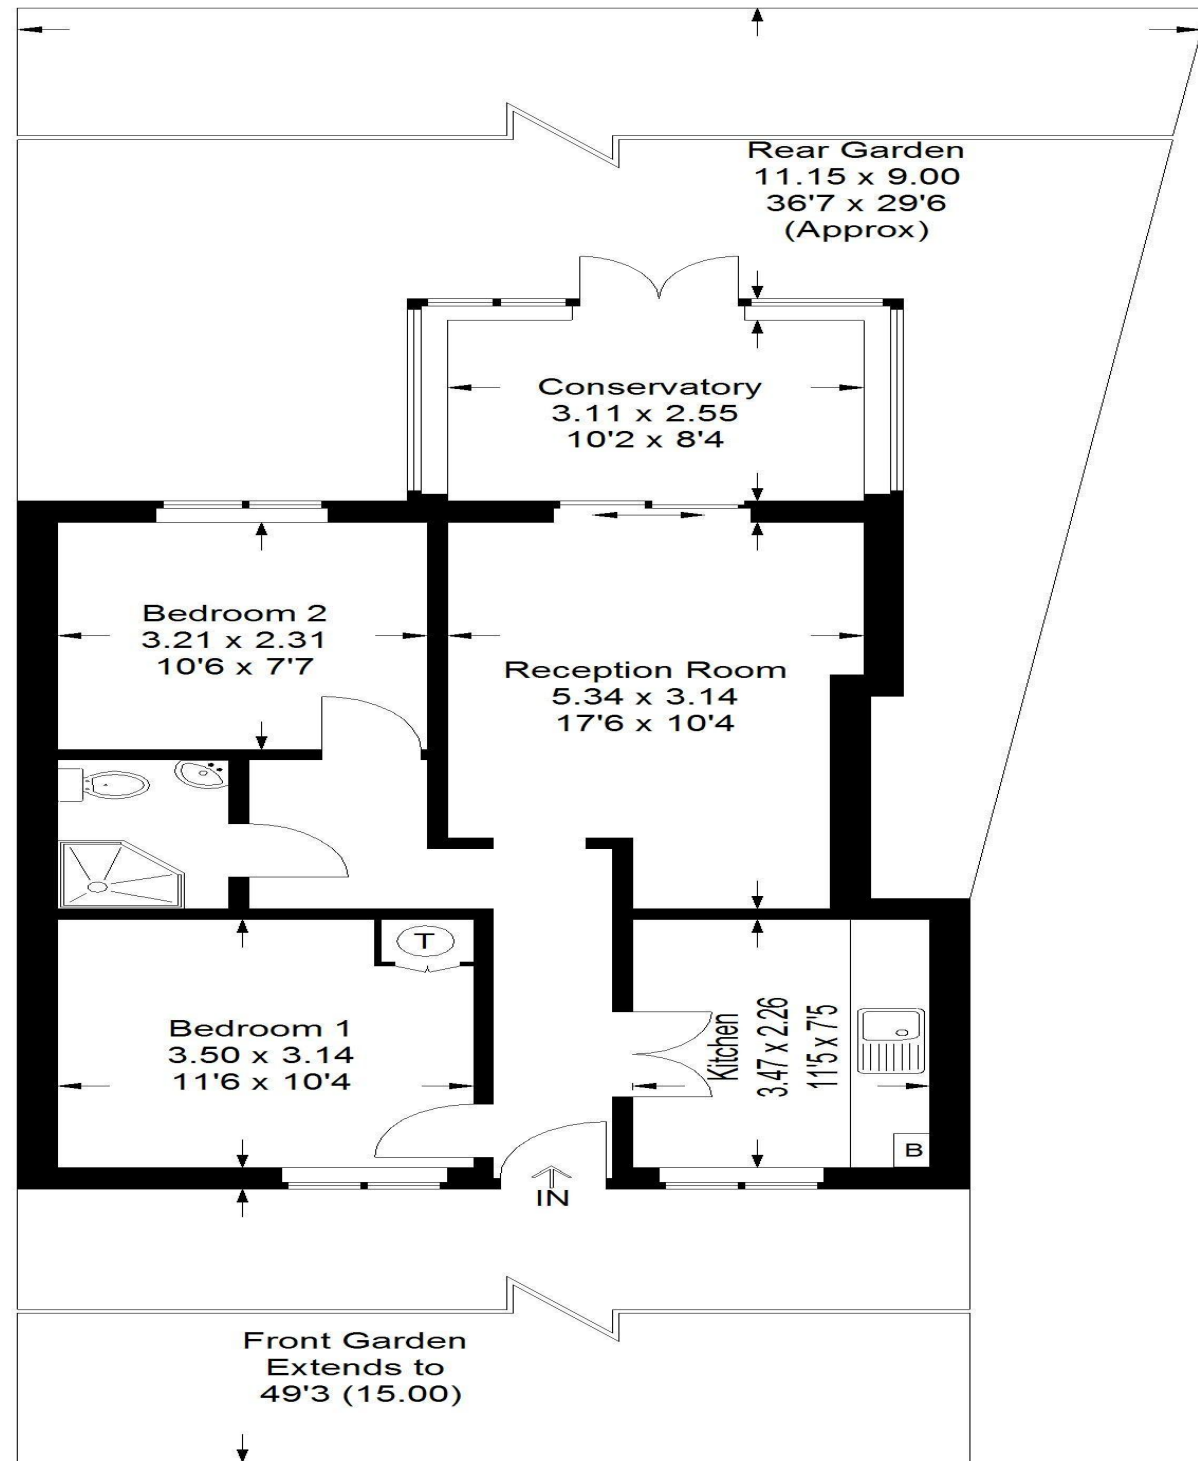 Rear Garden
11.15 x 9.00
36'7 x 29'6
(Approx)
Conservatory
3.11 x 2.55
10'2 x 8'4
Bedroom 2
3.21 x 2.31
10'6 x 7'7
Reception Room
5.34 x 3.14
17'6 x 10'4
T
Bedroom 1
3.50 x 3.14
11'6 x 10'4
Kitchen
3.47 x 2.26
11'5 x 7'5
B
IN
Front Garden
Extends to
49'3 (15.00)